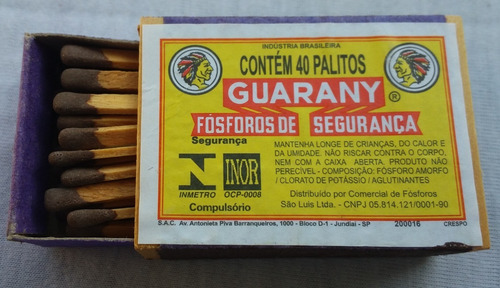 INDÚSTRIA BRASILEIRA
CONTÉM 40 PALITOS
GUARANY ®
FÓSFOROS DE SEGURANÇA
Segurança
N
INMETRO
INOR
OCP-0008
Compulsório
MANTENHA LONGE DE CRIANÇAS, DO CALOR E
DA UMIDADE. NÃO RISCAR CONTRA O CORPO,
NEM COM A CAIXA ABERTA, PRODUTO NÃO
PERECÍVEL - COMPOSIÇÃO: FÓSFORO AMORFO
/ CLORATO DE POTÁSSIO / AGLUTINANTES
Distribuído por Comercial de Fósforos
São Luis Ltda. - CNPJ 05.814.121/0001-90
S.A.C. Av. Antonieta Piva Barranqueiros, 1000 - Bloco D-1 - Jundiaí - SP 200016 CRESPO